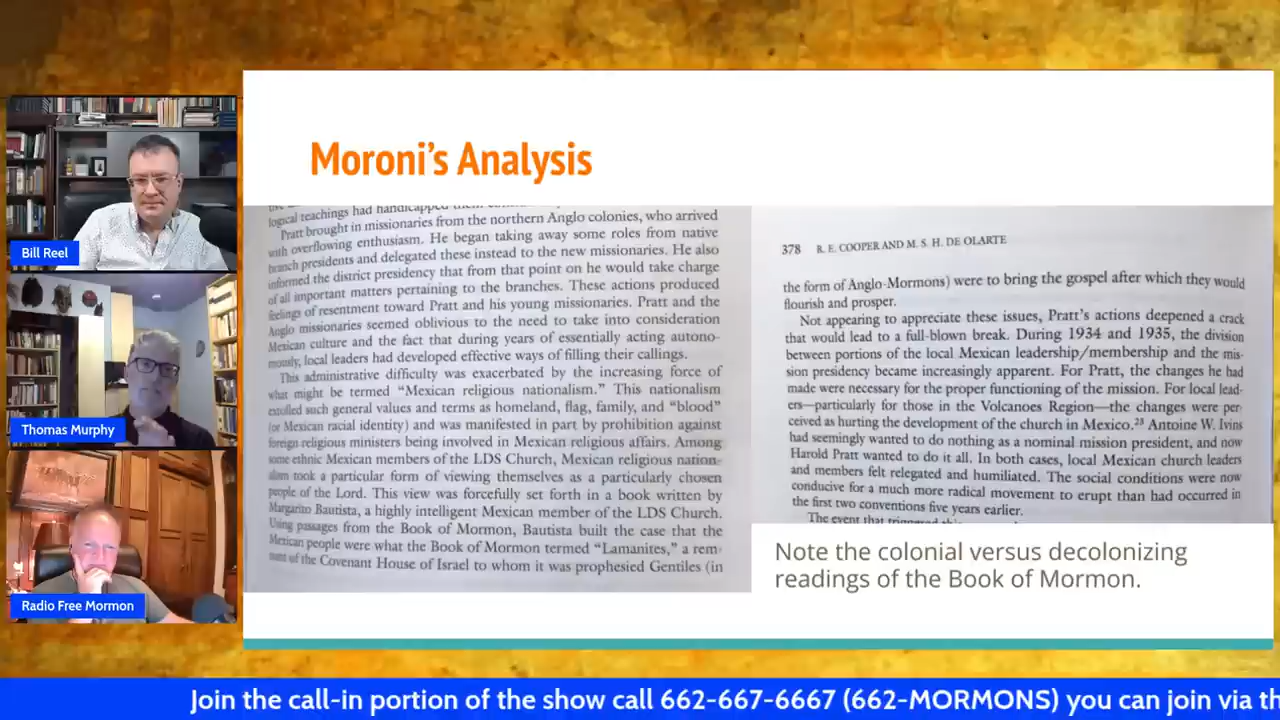 Moroni's Analysis
logical teachings had handicapped
Pratt brought in missionaries from the northern Anglo colonies, who arrived
with overflowing enthusiasm. He began taking away some roles from native
branch presidents and delegated these instead to the new missionaries. He also
informed the district presidency that from that point on he would take charge
of all important matters pertaining to the branches. These actions produced
feelings of resentment toward Pratt and his young missionaries. Pratt and the
Anglo missionaries seemed oblivious to the need to take into consideration
Mexican culture and the fact that during years of essentially acting autono-
mously, local leaders had developed effective ways of filling their callings.
This administrative difficulty was exacerbated by the increasing force of
what might be termed "Mexican religious nationalism." This nationalism
extolled such general values and terms as homeland, flag, family, and "blood"
(or Mexican racial identity) and was manifested in part by prohibition against
foreign religious ministers being involved in Mexican religious affairs. Among
some ethnic Mexican members of the LDS Church, Mexican religious nation-
alism took a particular form of viewing themselves as a particularly chosen
people of the Lord. This view was forcefully set forth in a book written by
Margarito Bautista, a highly intelligent Mexican member of the LDS Church.
Using passages from the Book of Mormon, Bautista built the case that the
Mexican people were what the Book of Mormon termed "Lamanites," a rem-
nant of the Covenant House of Israel to whom it was prophesied Gentiles (in
378 R. E. COOPER AND M. S. H. DE OLARTE
the form of Anglo-Mormons) were to bring the gospel after which they would
flourish and prosper.
Not appearing to appreciate these issues, Pratt's actions deepened a crack
that would lead to a full-blown break. During 1934 and 1935, the division
between portions of the local Mexican leadership/membership and the mis-
sion presidency became increasingly apparent. For Pratt, the changes he had
made were necessary for the proper functioning of the mission. For local lead-
ers—particularly for those in the Volcanoes Region—the changes were per-
ceived as hurting the development of the church in Mexico.²⁸ Antoine W. Ivins
had seemingly wanted to do nothing as a nominal mission president, and now
Harold Pratt wanted to do it all. In both cases, local Mexican church leaders
and members felt relegated and humiliated. The social conditions were now
conducive for a much more radical movement to erupt than had occurred in
the first two conventions five years earlier.
The event that
Note the colonial versus decolonizing
readings of the Book of Mormon.
Bill Reel
Thomas Murphy
Radio Free Mormon
Join the call-in portion of the show call 662-667-6667 (662-MORMONS) you can join via th